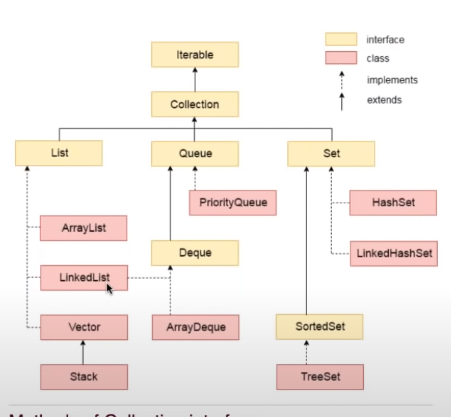 Iterable
interface
class
implements
extends
Collection
List
Queue
Set
PriorityQueue
HashSet
ArrayList
Deque
LinkedHashSet
LinkedList
Vector
ArrayDeque
SortedSet
Stack
TreeSet